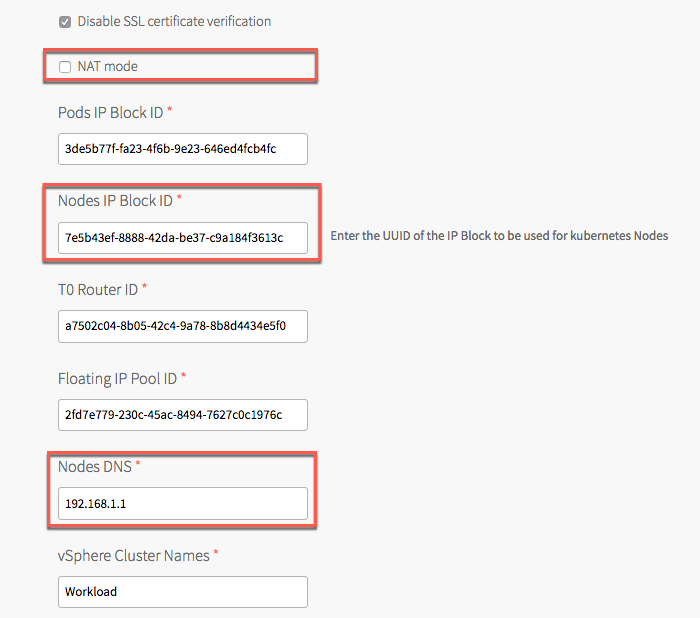 Disable SSL certificate verification
NAT mode
Pods IP Block ID *
3de5b77f-fa23-4f6b-9e23-646ed4fcb4fc
Nodes IP Block ID *
7e5b43ef-8888-42da-be37-c9a184f3613c
Enter the UUID of the IP Block to be used for kubernetes Nodes
T0 Router ID *
a7502c04-8b05-42c4-9a78-8b8d4434e5f0
Floating IP Pool ID *
2fd7e779-230c-45ac-8494-7627c0c1976c
Nodes DNS *
192.168.1.1
vSphere Cluster Names *
Workload